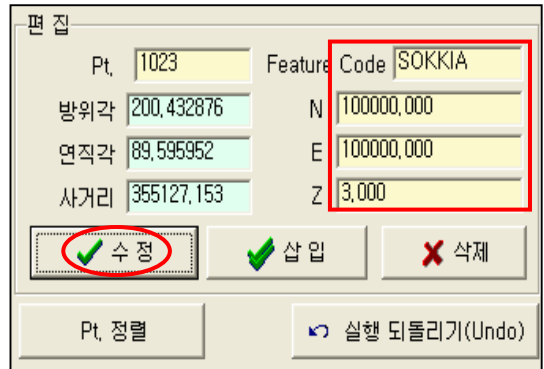 편 집
Pt. 1023 Feature Code SOKKIA
방위각 200.432876 N 100000.000
연직각 89.595952 E 100000.000
사거리 355127.153 Z 3.000
수 정 삽 입 삭제
Pt. 정렬 실행 되돌리기(Undo)